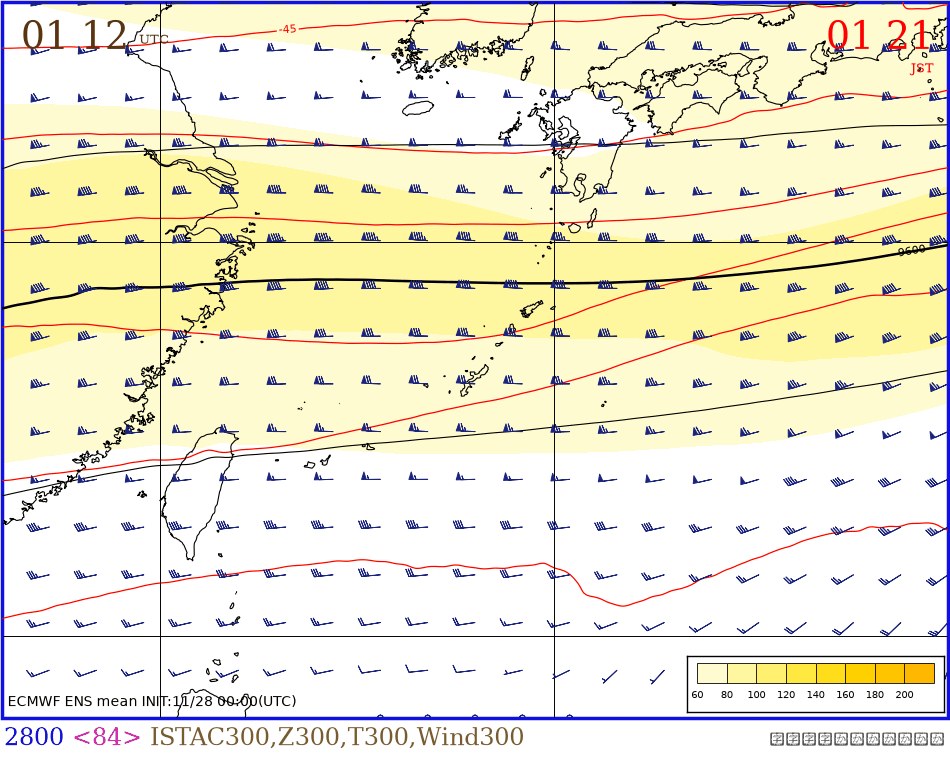 01 12 UTC
01 21
JST
-45
9600
60 80 100 120 140 160 180 200
ECMWF ENS mean INIT:11/28 00:00(UTC)
2800 <84> ISTAC300,Z300,T300,Wind300